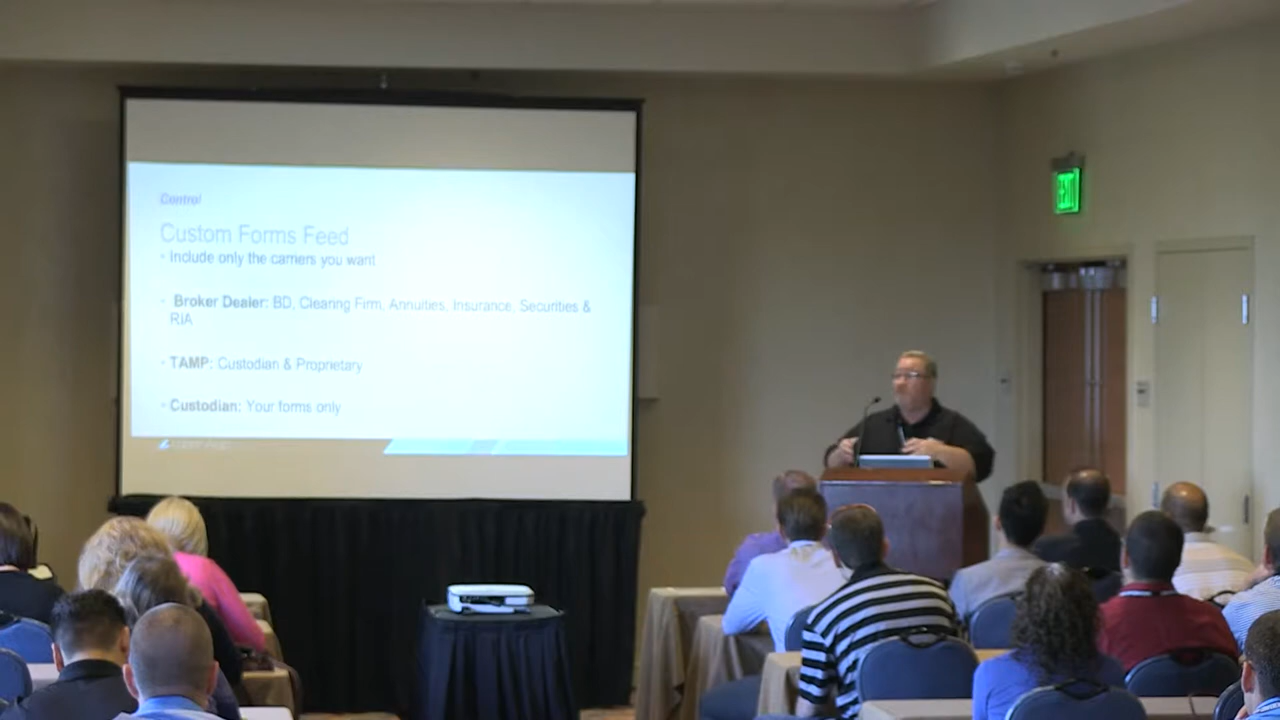 Control
Custom Forms Feed
• Include only the carriers you want
• Broker Dealer: BD, Clearing Firm, Annuities, Insurance, Securities &
RIA
• TAMP: Custodian & Proprietary
• Custodian: Your forms only
EXIT